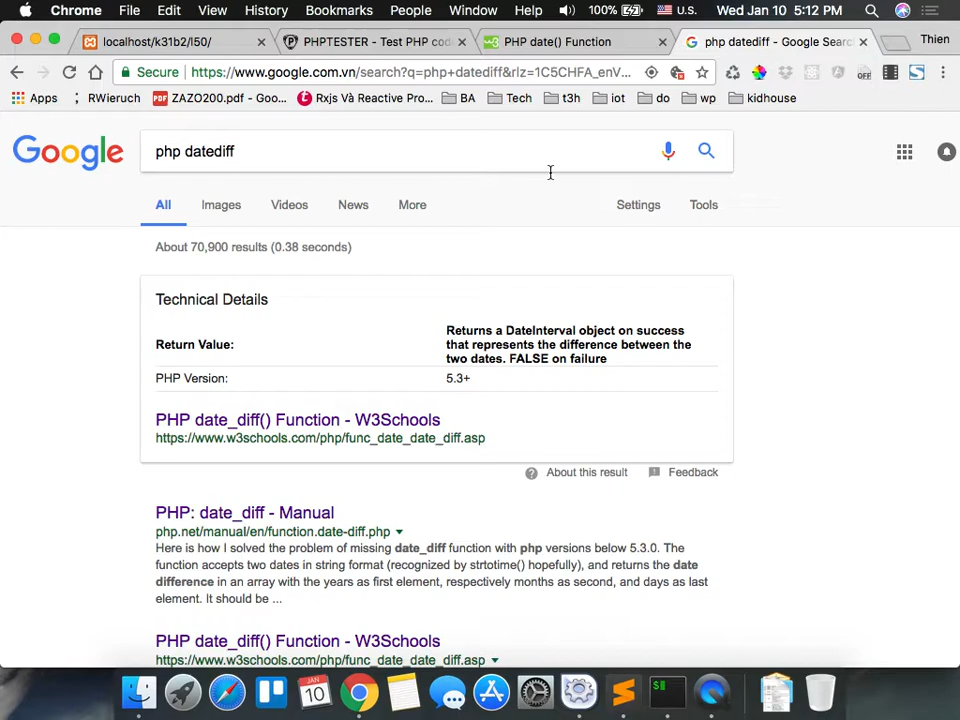 Chrome File Edit View History Bookmarks People Window Help 100% U.S. Wed Jan 10 5:12 PM
localhost/k31b2/l50/ PHPTESTER - Test PHP cod PHP date() Function php datediff - Google Searc Thien
Secure https://www.google.com.vn/search?q=php+datediff&rlz=1C5CHFA_enV...
Apps RWieruch ZAZO200.pdf - Goo... Rxjs Và Reactive Pro... BA Tech t3h iot do wp kidhouse
Google php datediff
All Images Videos News More Settings Tools
About 70,900 results (0.38 seconds)
Technical Details
Returns a DateInterval object on success
Return Value: that represents the difference between the
two dates. FALSE on failure
PHP Version: 5.3+
PHP date_diff() Function - W3Schools
https://www.w3schools.com/php/func_date_date_diff.asp
About this result Feedback
PHP: date_diff - Manual
php.net/manual/en/function.date-diff.php
Here is how I solved the problem of missing date_diff function with php versions below 5.3.0. The
function accepts two dates in string format (recognized by strtotime() hopefully), and returns the date
difference in an array with the years as first element, respectively months as second, and days as last
element. It should be ...
PHP date_diff() Function - W3Schools
https://www.w3schools.com/php/func_date_date_diff.asp
JAN
10